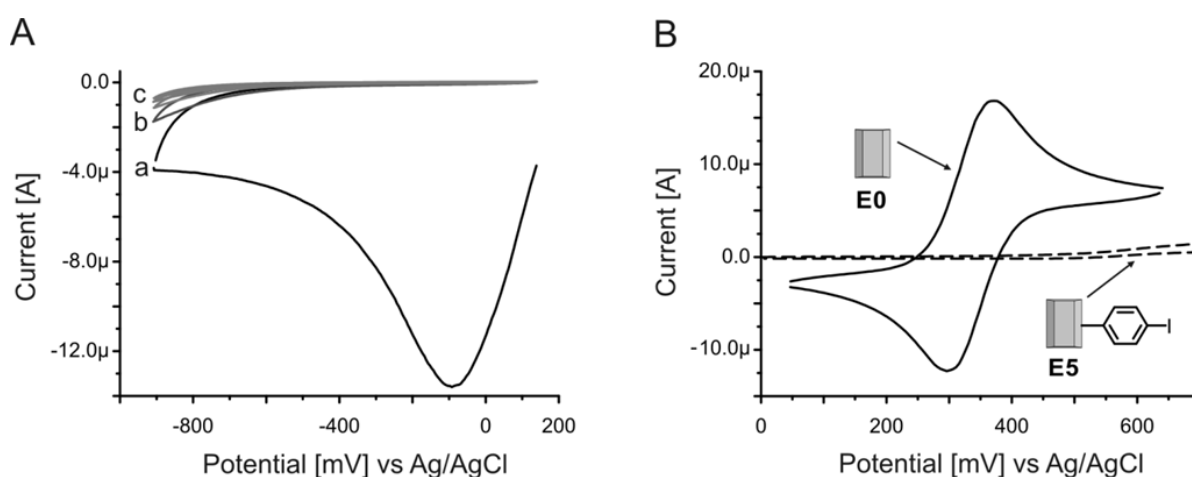 A
0.0
-4.0µ
-8.0µ
-12.0µ
Current [A]
c
b
a
-800
-600
-400
-200
0
200
Potential [mV] vs Ag/AgCl
B
20.0µ
10.0µ
0.0
-10.0µ
Current [A]
E0
E5
I
0
200
400
600
Potential [mV] vs Ag/AgCl